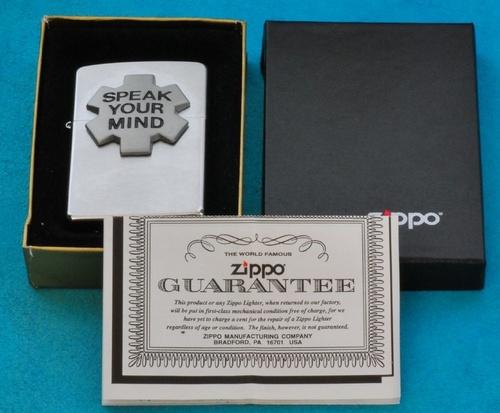 SPEAK
YOUR
MIND
zippo
THE WORLD FAMOUS
zippo
GUARANTEE
This product or any Zippo Lighter, when returned to our factory,
will be put in first-class mechanical condition free of charge, for we
have yet to charge a cent for the repair of a Zippo Lighter
regardless of age or condition. The finish, however, is not guaranteed.
ZIPPO MANUFACTURING COMPANY
BRADFORD, PA 16701 USA